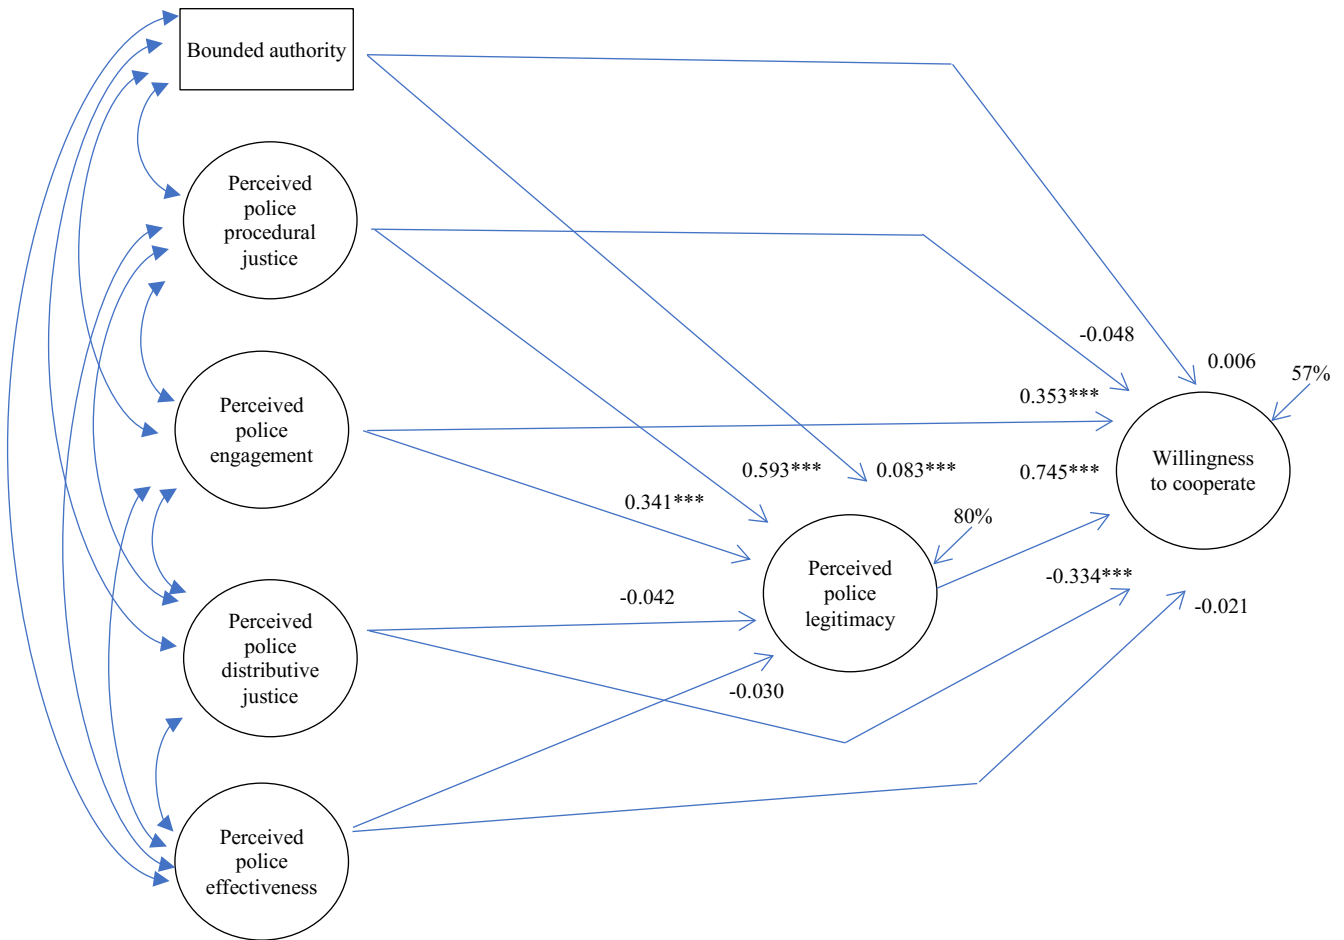 Bounded authority
Perceived
police
procedural
justice
-0.048
0.006
57%
Perceived
police
engagement
0.353***
0.593***
0.083***
0.745***
Willingness
to cooperate
0.341***
80%
Perceived
police
legitimacy
-0.042
-0.334***
-0.021
Perceived
police
distributive
justice
-0.030
Perceived
police
effectiveness